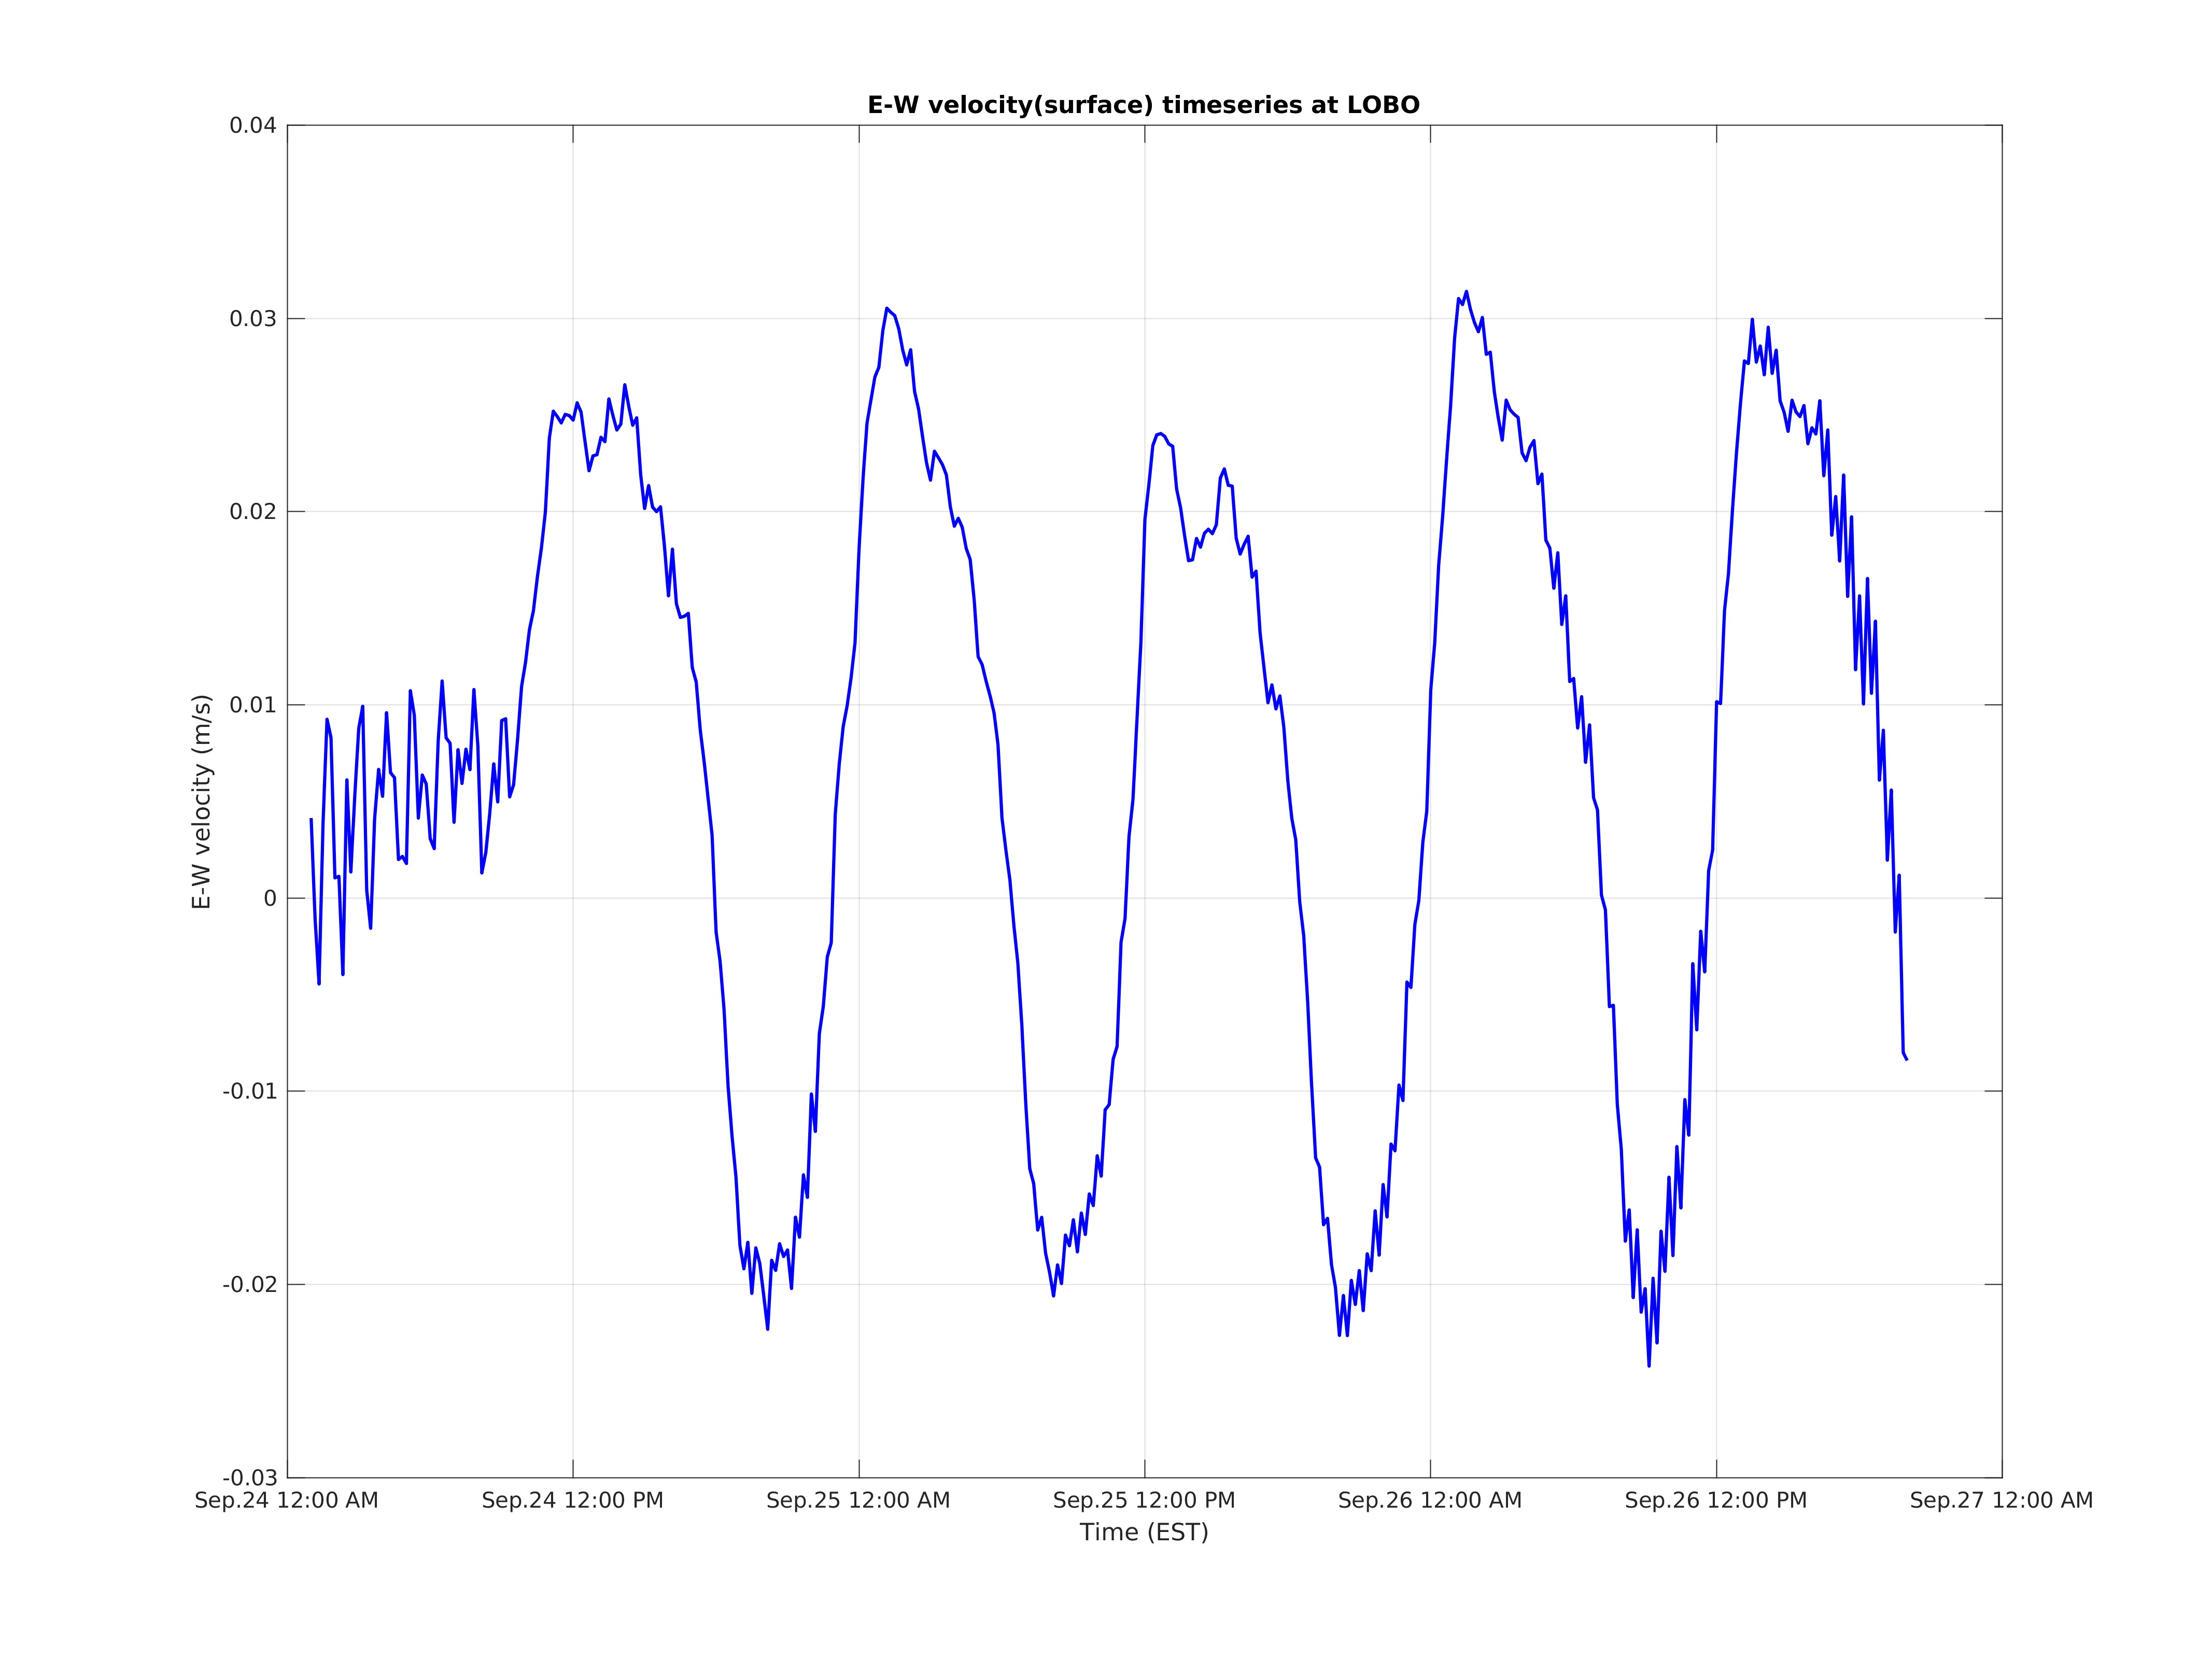 E-W velocity(surface) timeseries at LOBO
0.04
0.03
0.02
0.01
0
-0.01
-0.02
-0.03
E-W velocity (m/s)
Sep.24 12:00 AM Sep.24 12:00 PM Sep.25 12:00 AM Sep.25 12:00 PM Sep.26 12:00 AM Sep.26 12:00 PM Sep.27 12:00 AM
Time (EST)